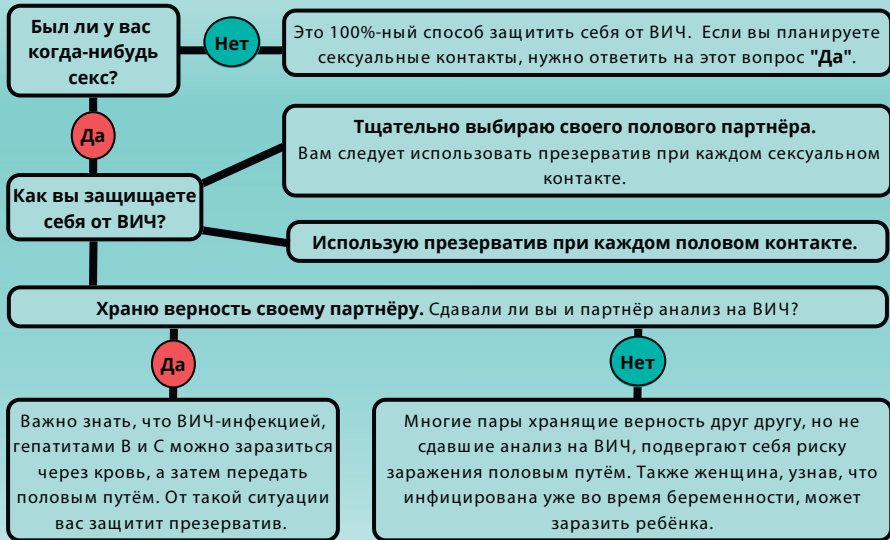 Был ли у вас
когда-нибудь
секс?
Нет
Это 100%-ный способ защитить себя от ВИЧ. Если вы планируете
сексуальные контакты, нужно ответить на этот вопрос "Да".
Да
Тщательно выбираю своего полового партнёра.
Вам следует использовать презерватив при каждом сексуальном
контакте.
Как вы защищаете
себя от ВИЧ?
Использую презерватив при каждом половом контакте.
Храню верность своему партнёру. Сдавали ли вы и партнёр анализ на ВИЧ?
Да
Нет
Важно знать, что ВИЧ-инфекцией,
гепатитами В и С можно заразиться
через кровь, а затем передать
половым путём. От такой ситуации
вас защитит презерватив.
Многие пары хранящие верность друг другу, но не
сдавшие анализ на ВИЧ, подвергают себя риску
заражения половым путём. Также женщина, узнав, что
инфицирована уже во время беременности, может
заразить ребёнка.